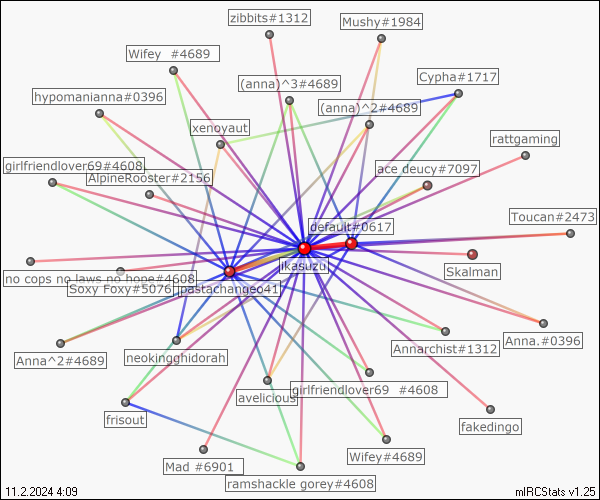 zibbits#1312
Mushy#1984
Wifey  #4689
Cypha#1717
(anna)^3#4689
hypomanianna#0396
(anna)^2#4689
xenoyaut
rattgaming
girlfriendlover69#4608
ace deucy#7097
AlpineRooster#2156
Toucan#2473
default#0617
ikasuzu
Skalman
no cops no laws no hope#4608
Soxy Foxy#5076
pastachangeo41
Anna.#0396
Annarchist#1312
Anna^2#4689
neokingghidorah
girlfriendlover69  #4608
avelicious
frisout
fakedingo
Wifey#4689
Mad #6901
ramshackle gorey#4608
11.2.2024 4:09
mIRCStats v1.25